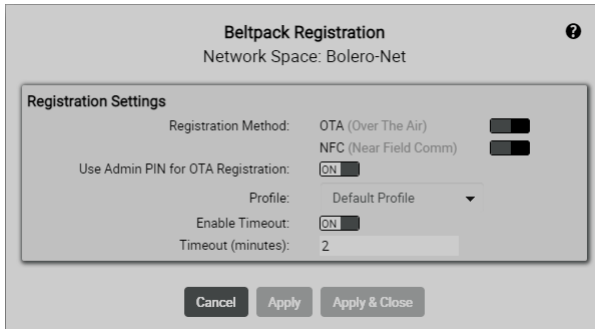 Beltpack Registration
?
Network Space: Bolero-Net
Registration Settings
Registration Method: OTA (Over The Air)
NFC (Near Field Comm)
Use Admin PIN for OTA Registration: ON
Profile: Default Profile
Enable Timeout: ON
Timeout (minutes): 2
Cancel Apply Apply & Close